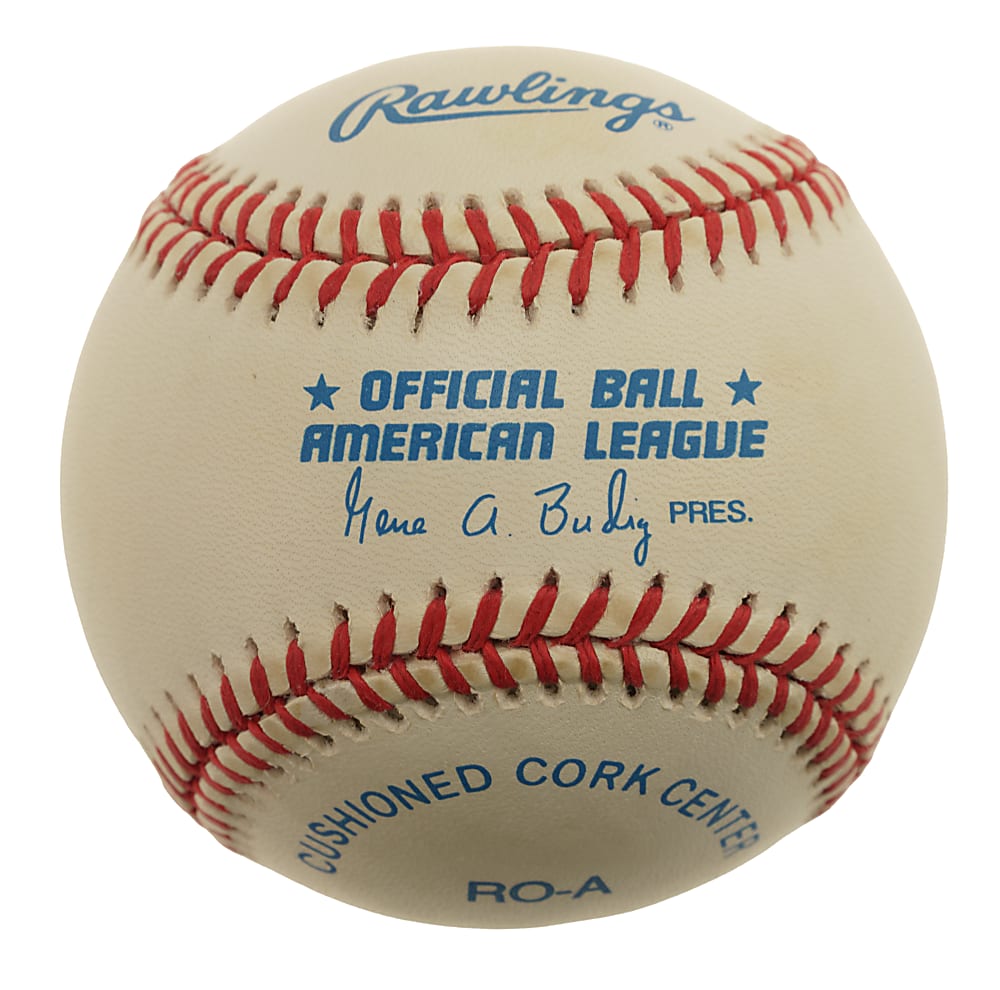 Rawlings®
★ OFFICIAL BALL ★
AMERICAN LEAGUE
Gene A. Budig PRES.
CUSHIONED CORK CENTER
RO-A